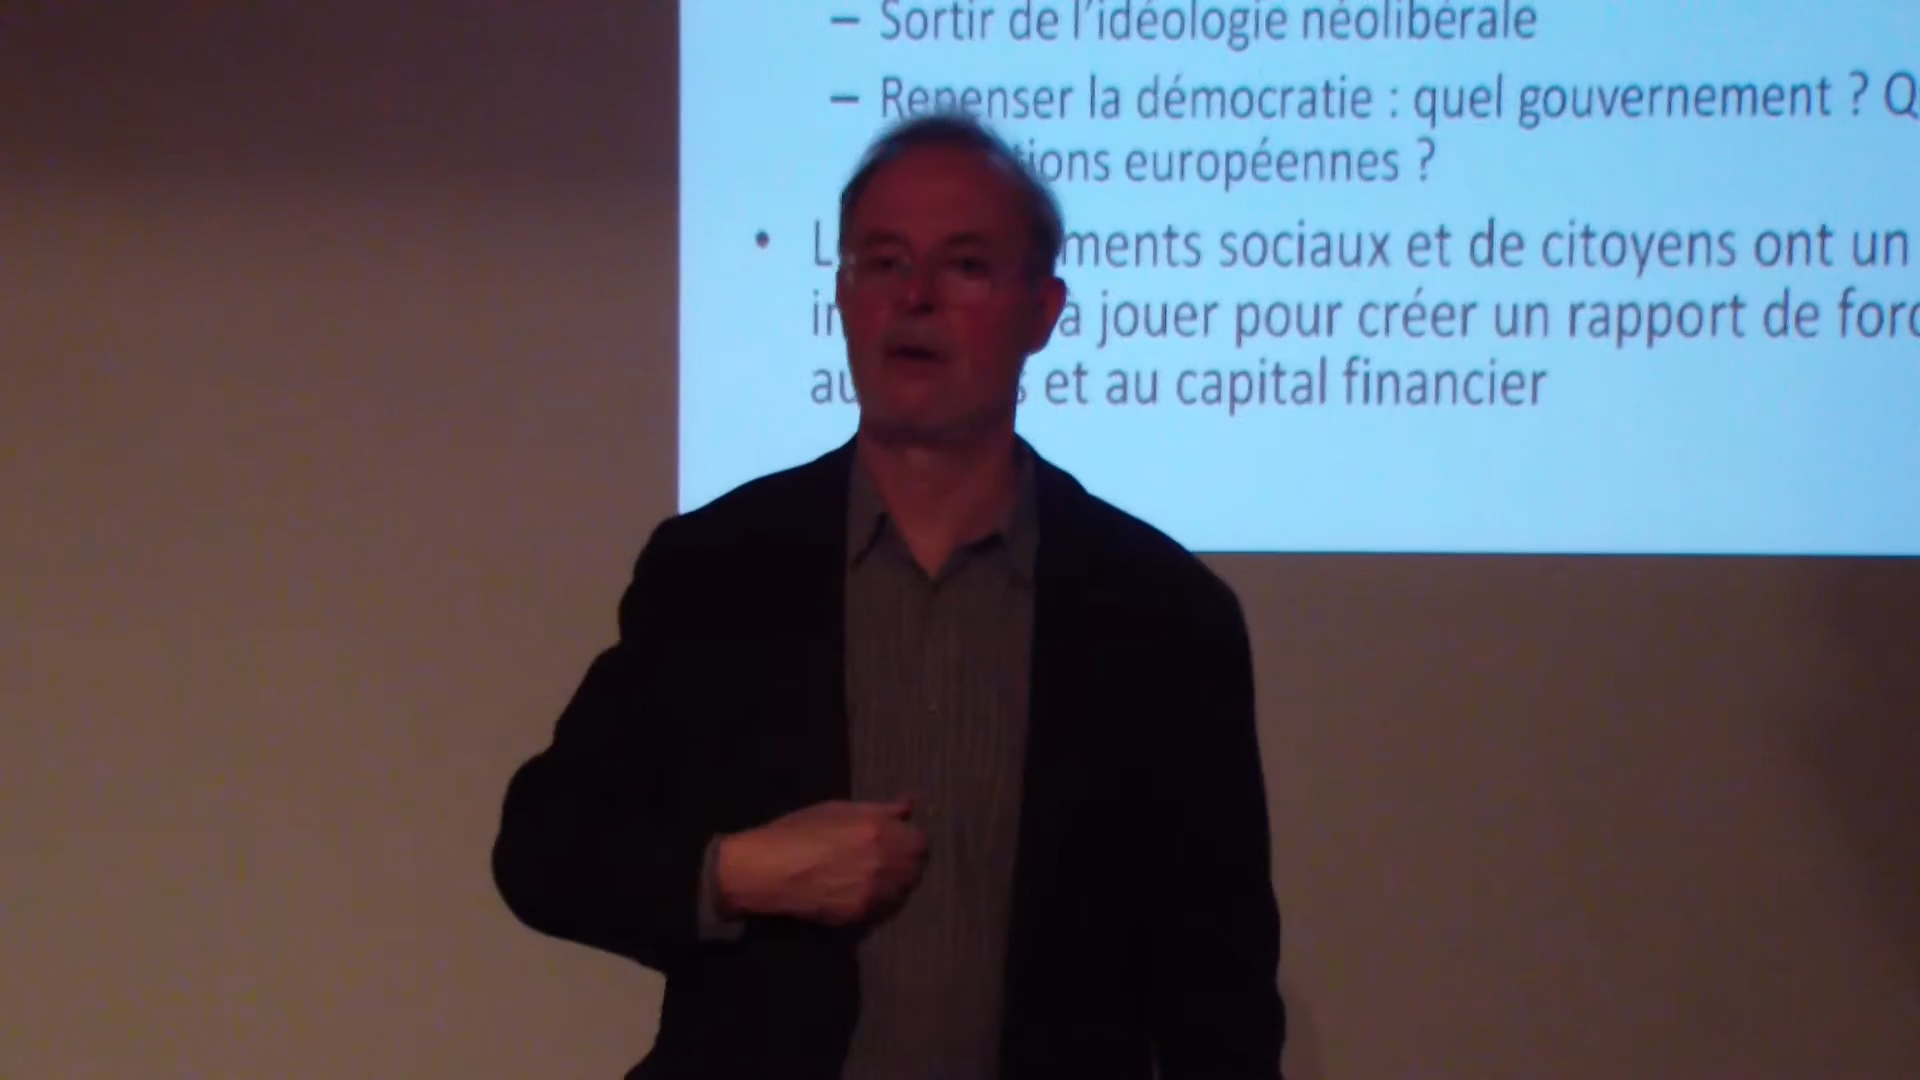 – Sortir de l'idéologie néolibérale
– Repenser la démocratie : quel gouvernement ?
européennes ?
• sociaux et de citoyens ont un
à jouer pour créer un rapport de
et au capital financier